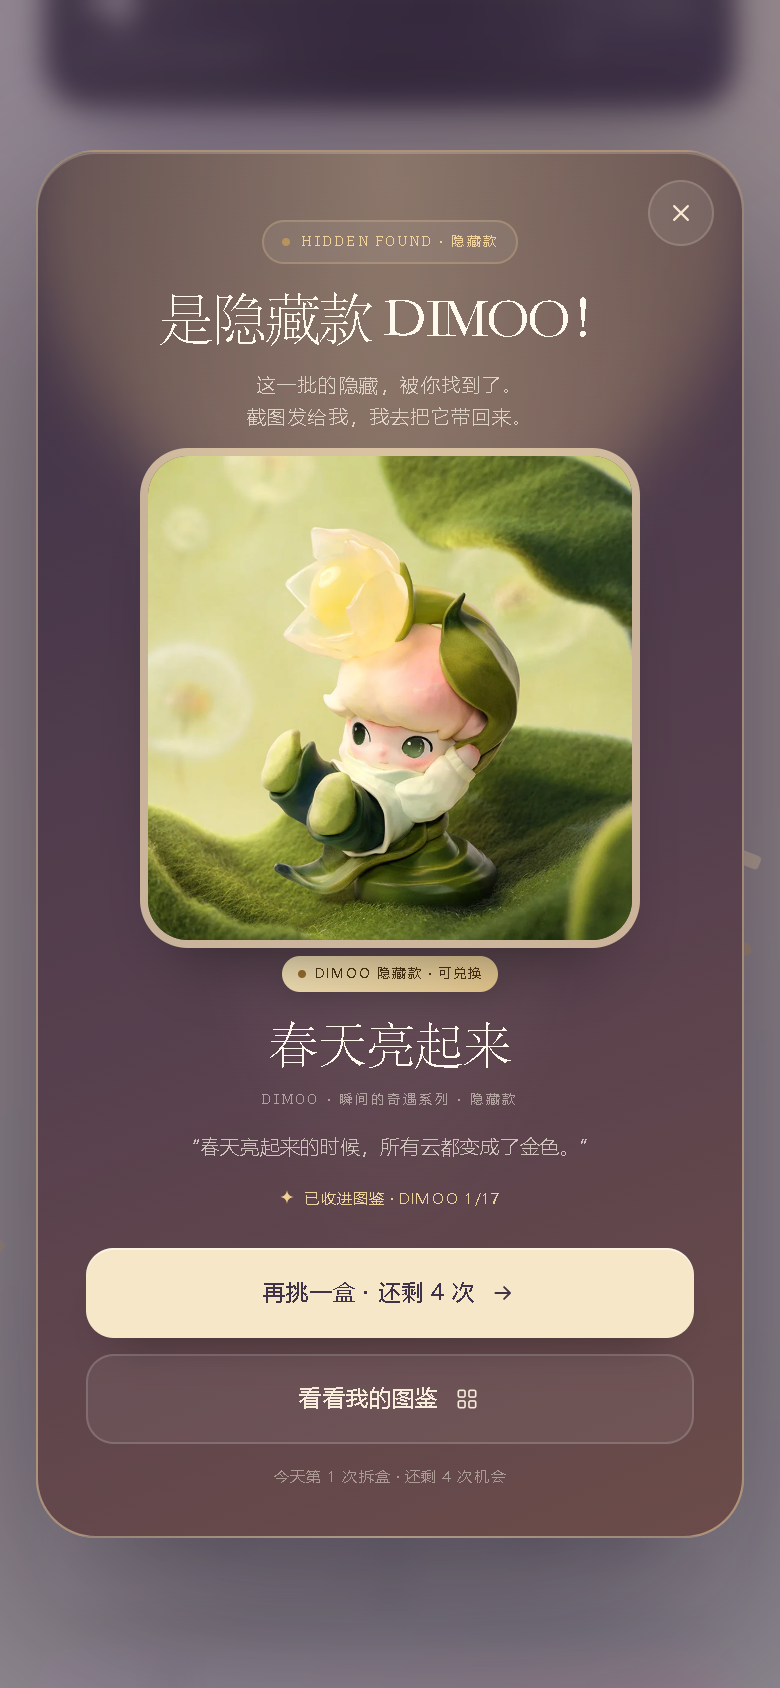 HIDDEN FOUND · 隐藏款
是隐藏款 DIMOO！
这一批的隐藏，被你找到了。
截图发给我，我去把它带回来。
DIMOO 隐藏款 · 可兑换
春天亮起来
DIMOO · 瞬间的奇遇系列 · 隐藏款
“春天亮起来的时候，所有云都变成了金色。”
已收进图鉴 · DIMOO 1/17
再挑一盒 · 还剩 4 次 →
看看我的图鉴
今天第 1 次拆盒 · 还剩 4 次机会